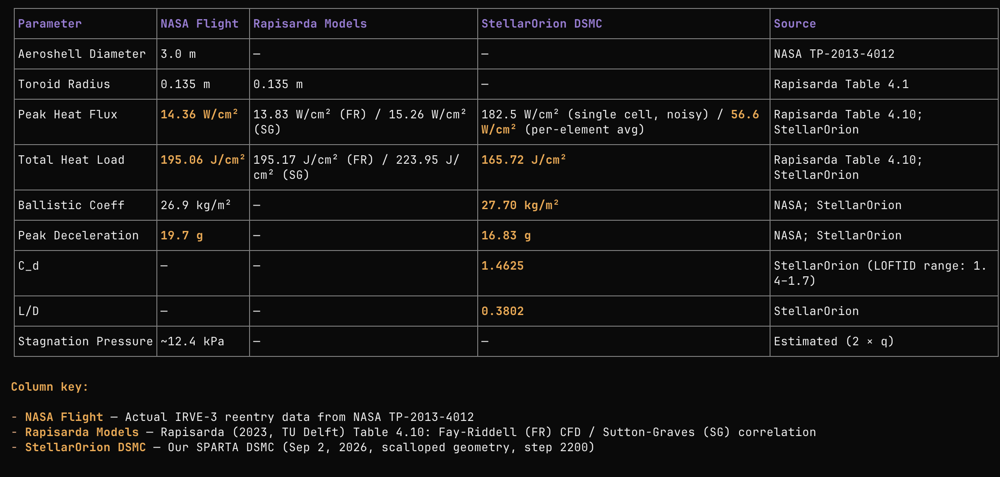 Parameter NASA Flight Rapisarda Models StellarOrion DSMC Source
Aeroshell Diameter 3.0 m — — NASA TP-2013-4012
Toroid Radius 0.135 m 0.135 m — Rapisarda Table 4.1
Peak Heat Flux 14.36 W/cm² 13.83 W/cm² (FR) / 15.26 W/cm² 182.5 W/cm² (single cell, noisy) / 56.6 Rapisarda Table 4.10;
(SG) W/cm² (per-element avg) StellarOrion
Total Heat Load 195.06 J/cm² 195.17 J/cm² (FR) / 223.95 J/ 165.72 J/cm² Rapisarda Table 4.10;
cm² (SG) StellarOrion
Ballistic Coeff 26.9 kg/m² — 27.70 kg/m² NASA; StellarOrion
Peak Deceleration 19.7 g — 16.83 g NASA; StellarOrion
C_d — — 1.4625 StellarOrion (LOFTID range: 1.
4–1.7)
L/D — — 0.3802 StellarOrion
Stagnation Pressure ~12.4 kPa — — Estimated (2 × q)
Column key:
- NASA Flight — Actual IRVE-3 reentry data from NASA TP-2013-4012
- Rapisarda Models — Rapisarda (2023, TU Delft) Table 4.10: Fay-Riddell (FR) CFD / Sutton-Graves (SG) correlation
- StellarOrion DSMC — Our SPARTA DSMC (Sep 2, 2026, scalloped geometry, step 2200)